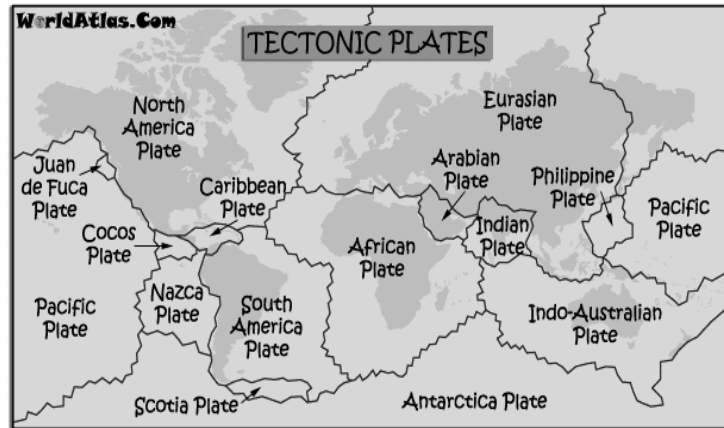 WorldAtlas.Com
TECTONIC PLATES
North
America
Plate
Eurasian
Plate
Juan
de Fuca
Plate
Caribbean
Plate
Arabian
Plate
Philippine
Plate
Pacific
Plate
Cocos
Plate
African
Plate
Indian
Plate
Pacific
Plate
Nazca
Plate
South
America
Plate
Indo-Australian
Plate
Scotia Plate
Antarctica Plate